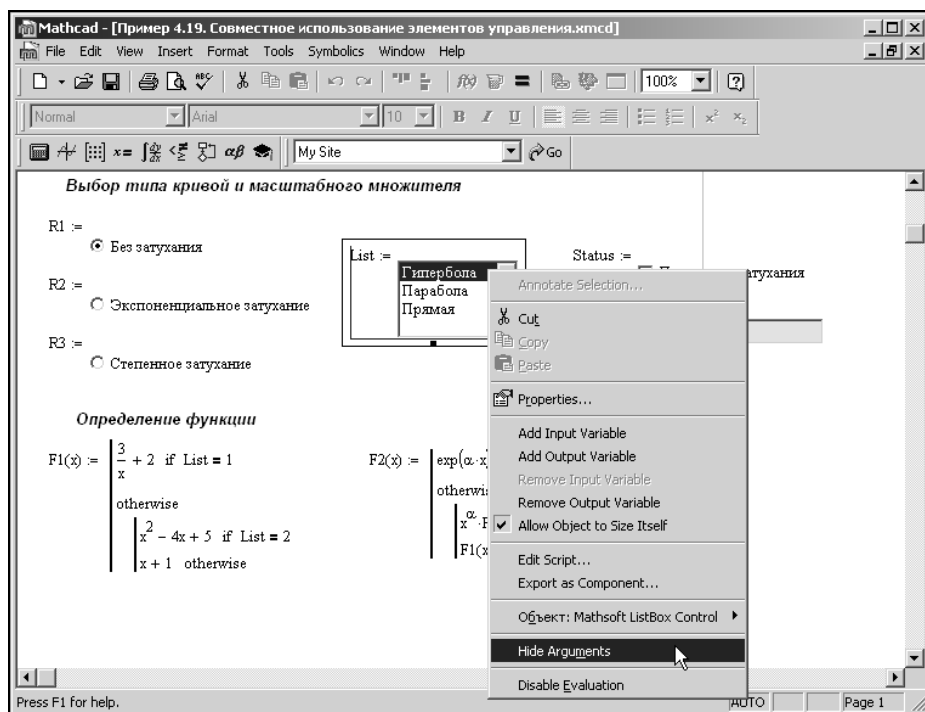 Mathcad - [Пример 4.19. Совместное использование элементов управления.xmcd]
File Edit View Insert Format Tools Symbolics Window Help
100%
Normal Arial 10 B I U x² x₂
αβ My Site Go
Выбор типа кривой и масштабного множителя
R1 :=
Без затухания
List :=
Status :=
Гипербола
Парабола
Прямая
атухания
R2 :=
Экспоненциальное затухание
R3 :=
Степенное затухание
Annotate Selection...
Cut
Copy
Paste
Properties...
Add Input Variable
Add Output Variable
Remove Input Variable
Remove Output Variable
Allow Object to Size Itself
Edit Script...
Export as Component...
Объект: Mathsoft ListBox Control
Hide Arguments
Disable Evaluation
Определение функции
F1(x) := 3/x + 2 if List = 1
otherwise
x² − 4x + 5 if List = 2
x + 1 otherwise
F2(x) := exp(α·x
otherwi
x^α·F
F1(x
Press F1 for help.
AUTO
Page 1